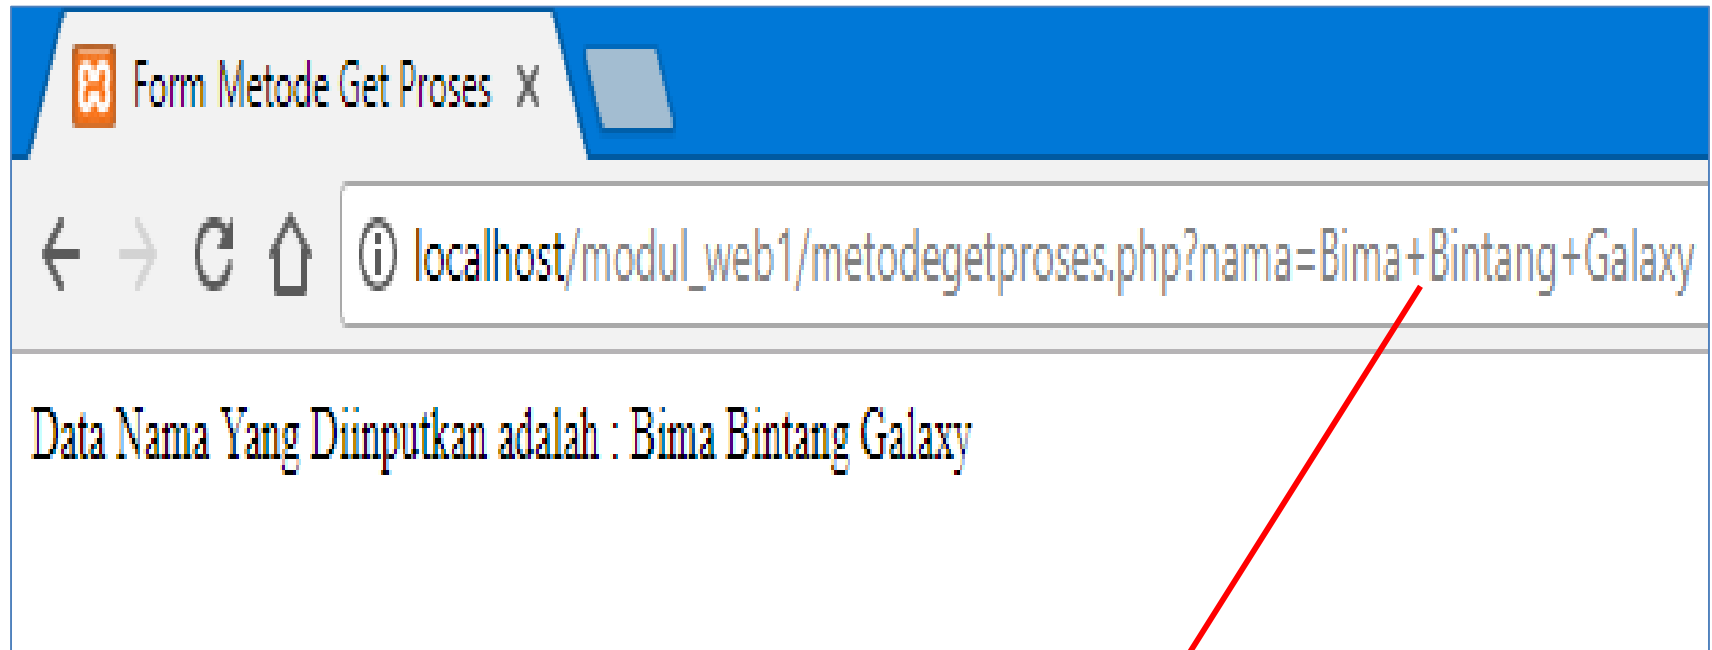 Form Metode Get Proses
localhost/modul_web1/metodegetproses.php?nama=Bima+Bintang+Galaxy
Data Nama Yang Diinputkan adalah : Bima Bintang Galaxy